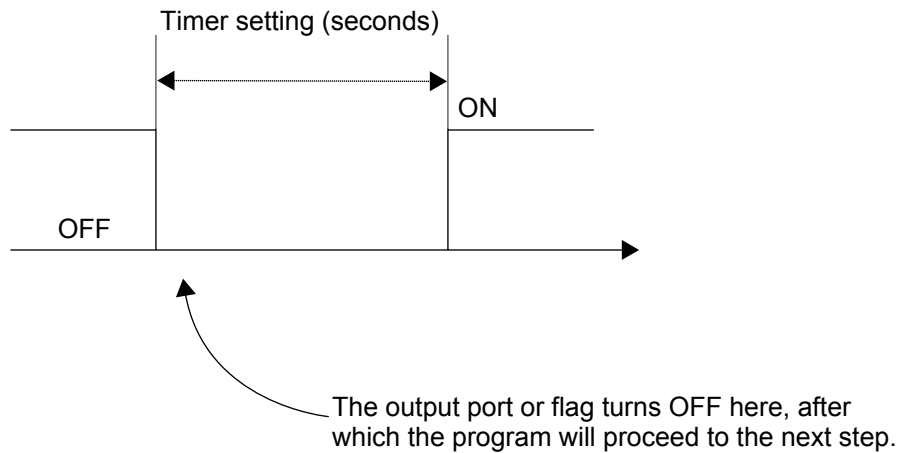 Timer setting (seconds)
ON
OFF
The output port or flag turns OFF here, after
which the program will proceed to the next step.